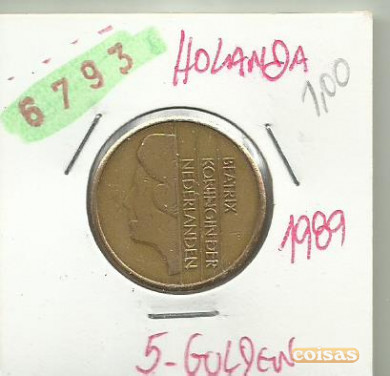 6793
HOLANDA
1,00
BEATRIX
KONINGIN DER
NEDERLANDEN
1989
5-GULDEN
coisas